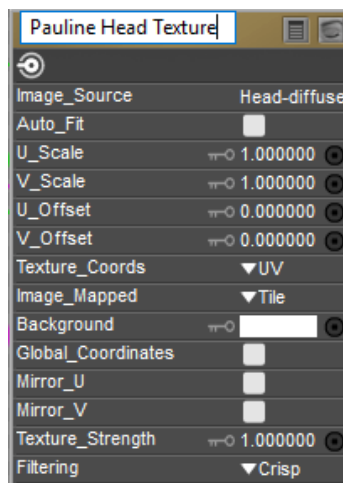 Pauline Head Texture
Image_Source Head-diffuse
Auto_Fit
U_Scale 1.000000
V_Scale 1.000000
U_Offset 0.000000
V_Offset 0.000000
Texture_Coords ▼UV
Image_Mapped ▼Tile
Background
Global_Coordinates
Mirror_U
Mirror_V
Texture_Strength 1.000000
Filtering ▼Crisp